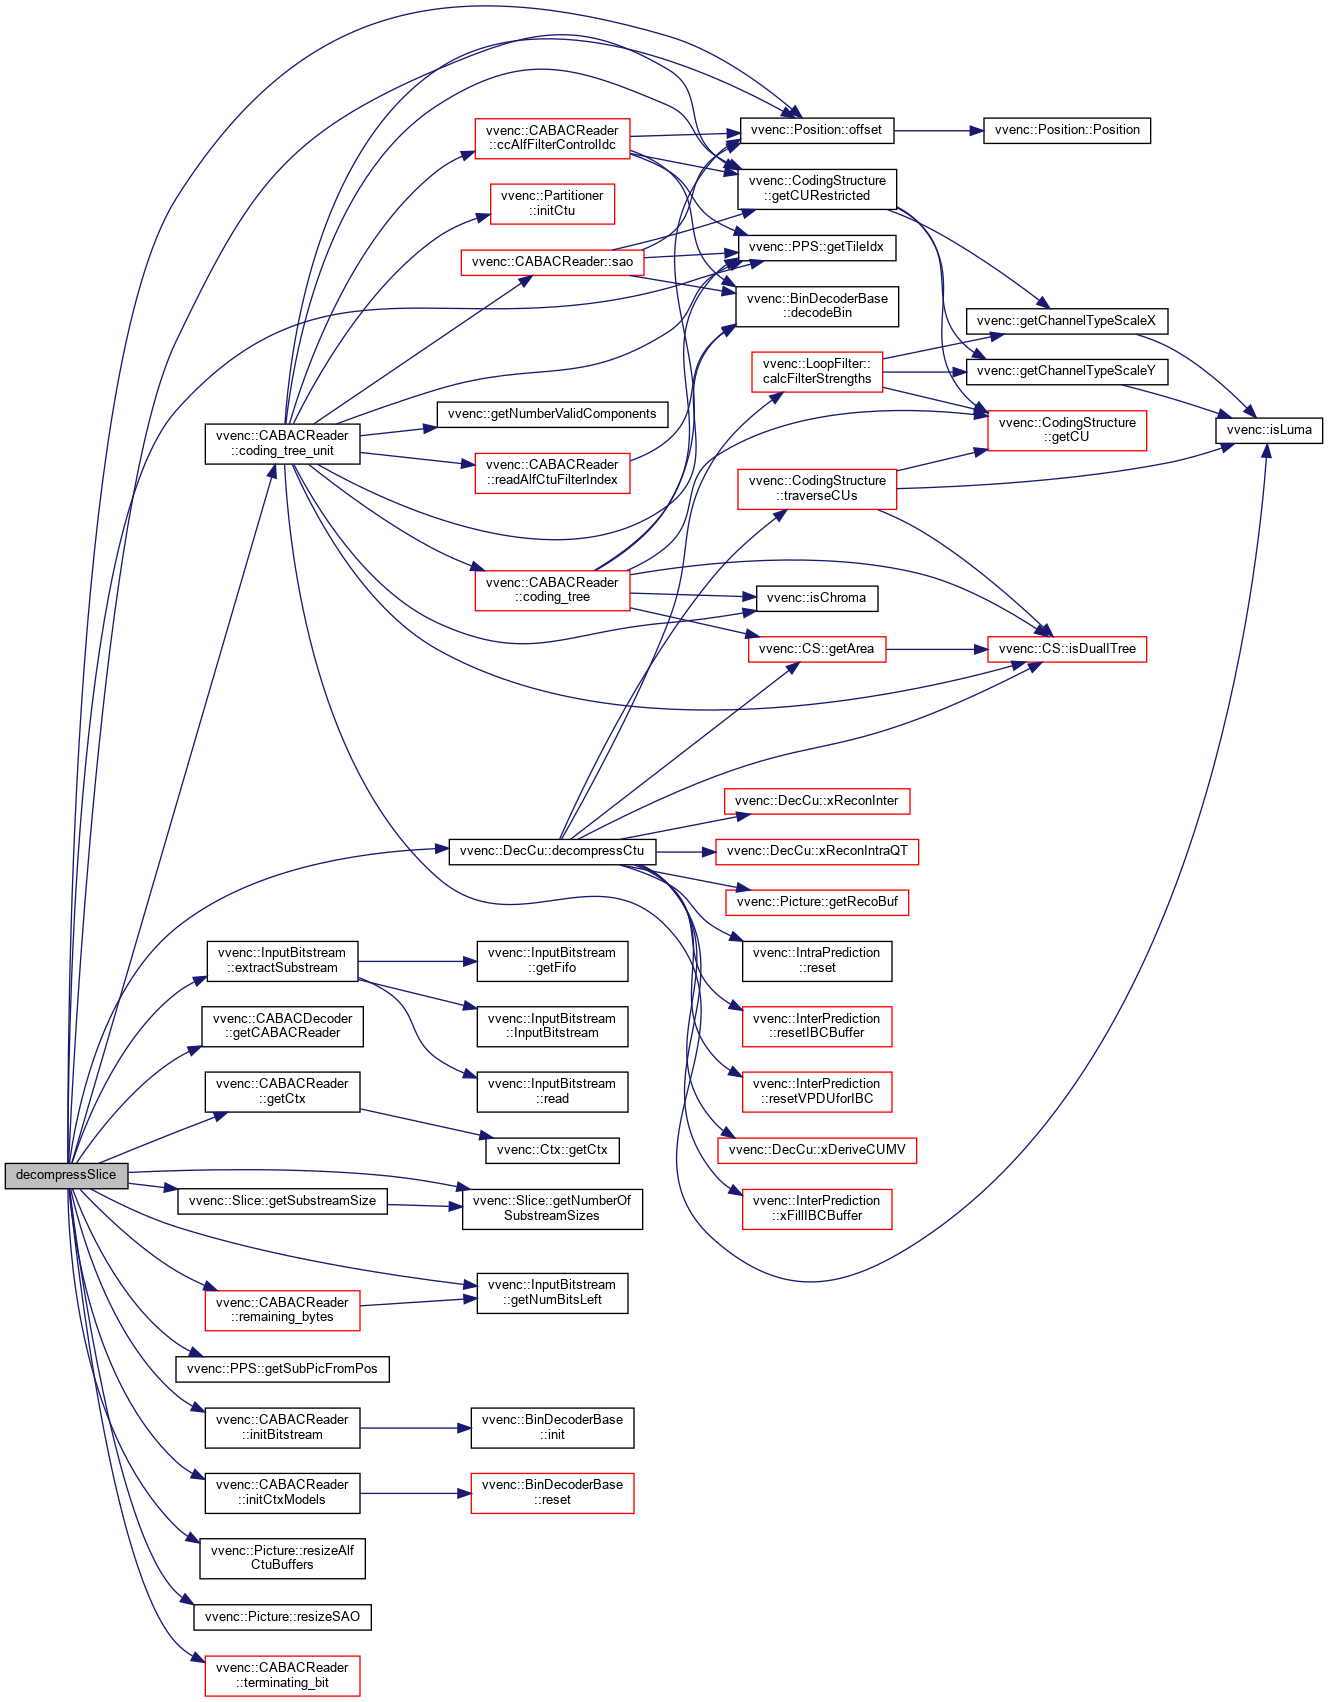 vvenc::Position::offset
vvenc::Position::Position
vvenc::CABACReader
::ccAlfFilterControlIdc
vvenc::CodingStructure
::getCURestricted
vvenc::Partitioner
::initCtu
vvenc::PPS::getTileIdx
vvenc::CABACReader::sao
vvenc::BinDecoderBase
::decodeBin
vvenc::getChannelTypeScaleX
vvenc::LoopFilter::
calcFilterStrengths
vvenc::getChannelTypeScaleY
vvenc::getNumberValidComponents
vvenc::CodingStructure
::getCU
vvenc::isLuma
vvenc::CABACReader
::coding_tree_unit
vvenc::CABACReader
::readAlfCtuFilterIndex
vvenc::CodingStructure
::traverseCUs
vvenc::CABACReader
::coding_tree
vvenc::isChroma
vvenc::CS::getArea
vvenc::CS::isDualITree
vvenc::DecCu::xReconInter
vvenc::DecCu::decompressCtu
vvenc::DecCu::xReconIntraQT
vvenc::Picture::getRecoBuf
vvenc::InputBitstream
::extractSubstream
vvenc::InputBitstream
::getFifo
vvenc::IntraPrediction
::reset
vvenc::CABACDecoder
::getCABACReader
vvenc::InputBitstream
::InputBitstream
vvenc::InterPrediction
::resetIBCBuffer
vvenc::CABACReader
::getCtx
vvenc::InputBitstream
::read
vvenc::InterPrediction
::resetVPDUforIBC
vvenc::Ctx::getCtx
vvenc::DecCu::xDeriveCUMV
decompressSlice
vvenc::Slice::getSubstreamSize
vvenc::Slice::getNumberOf
SubstreamSizes
vvenc::InterPrediction
::xFillIBCBuffer
vvenc::InputBitstream
::getNumBitsLeft
vvenc::CABACReader
::remaining_bytes
vvenc::PPS::getSubPicFromPos
vvenc::CABACReader
::initBitstream
vvenc::BinDecoderBase
::init
vvenc::CABACReader
::initCtxModels
vvenc::BinDecoderBase
::reset
vvenc::Picture::resizeAlf
CtuBuffers
vvenc::Picture::resizeSAO
vvenc::CABACReader
::terminating_bit